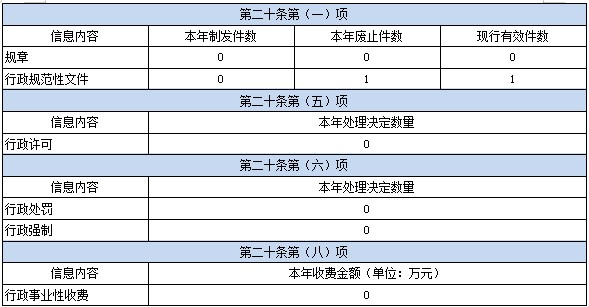 第二十条第（一）项
信息内容 本年制发件数 本年废止件数 现行有效件数
规章 0 0 0
行政规范性文件 0 1 1
第二十条第（五）项
信息内容 本年处理决定数量
行政许可 0
第二十条第（六）项
信息内容 本年处理决定数量
行政处罚 0
行政强制 0
第二十条第（八）项
信息内容 本年收费金额（单位：万元）
行政事业性收费 0